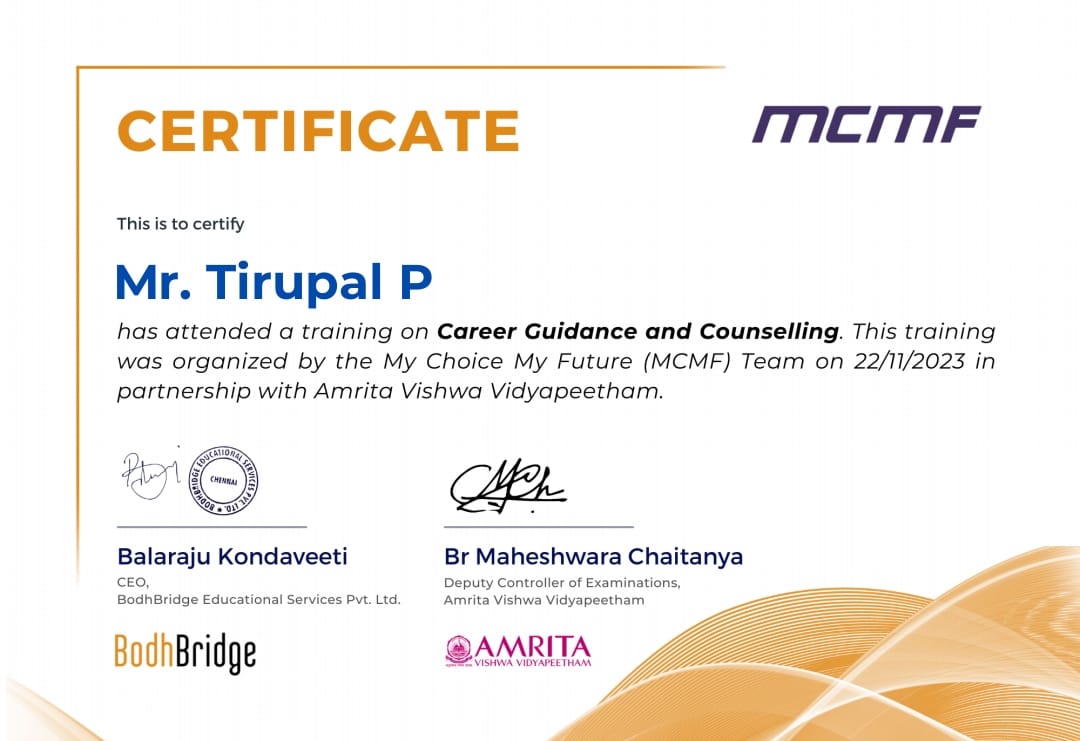 CERTIFICATE
MCMF
This is to certify
Mr. Tirupal P
has attended a training on Career Guidance and Counselling. This training
was organized by the My Choice My Future (MCMF) Team on 22/11/2023 in
partnership with Amrita Vishwa Vidyapeetham.
BODHBRIDGE EDUCATIONAL SERVICES PVT. LTD.
CHENNAI
Balaraju Kondaveeti
CEO,
BodhBridge Educational Services Pvt. Ltd.
Br Maheshwara Chaitanya
Deputy Controller of Examinations,
Amrita Vishwa Vidyapeetham
BodhBridge
AMRITA
VISHWA VIDYAPEETHAM